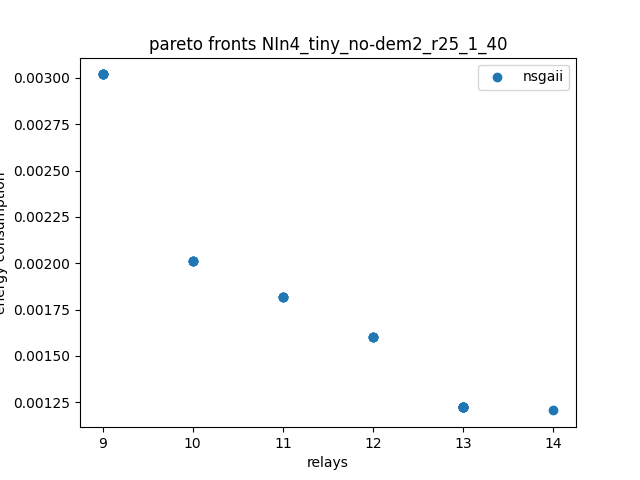 pareto fronts NIn4_tiny_no-dem2_r25_1_40
nsgaii
0.00300
0.00275
0.00250
0.00225
0.00200
0.00175
0.00150
0.00125
energy consumption
9 10 11 12 13 14
relays